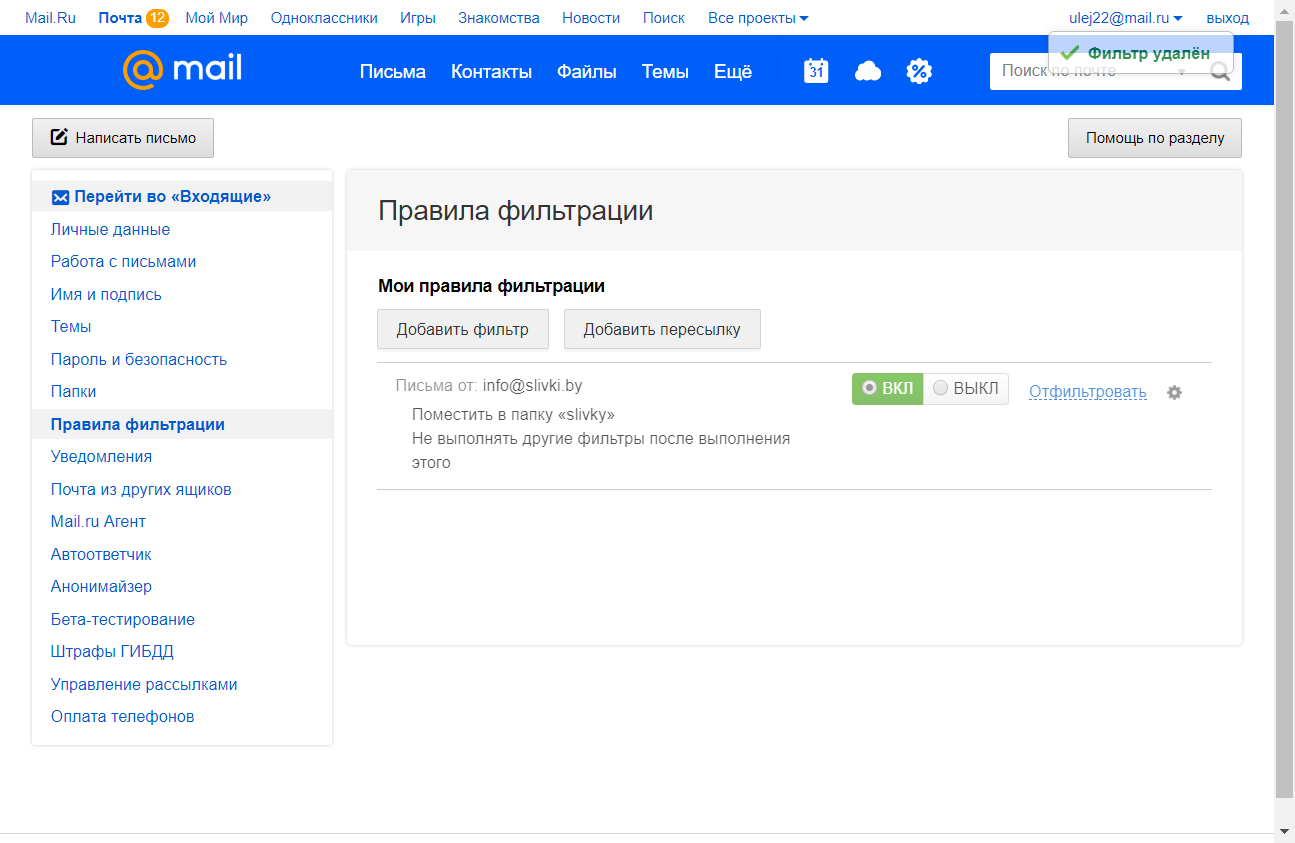 Mail.Ru Почта 12 Мой Мир Одноклассники Игры Знакомства Новости Поиск Все проекты ulej22@mail.ru выход
@mail Письма Контакты Файлы Темы Ещё 31 % Поиск по почте
Фильтр удалён
Написать письмо Помощь по разделу
Перейти во «Входящие»
Личные данные
Работа с письмами
Имя и подпись
Темы
Пароль и безопасность
Папки
Правила фильтрации
Уведомления
Почта из других ящиков
Mail.ru Агент
Автоответчик
Анонимайзер
Бета-тестирование
Штрафы ГИБДД
Управление рассылками
Оплата телефонов
Правила фильтрации
Мои правила фильтрации
Добавить фильтр Добавить пересылку
Письма от: info@slivki.by ВКЛ ВЫКЛ Отфильтровать
Поместить в папку «slivky»
Не выполнять другие фильтры после выполнения
этого